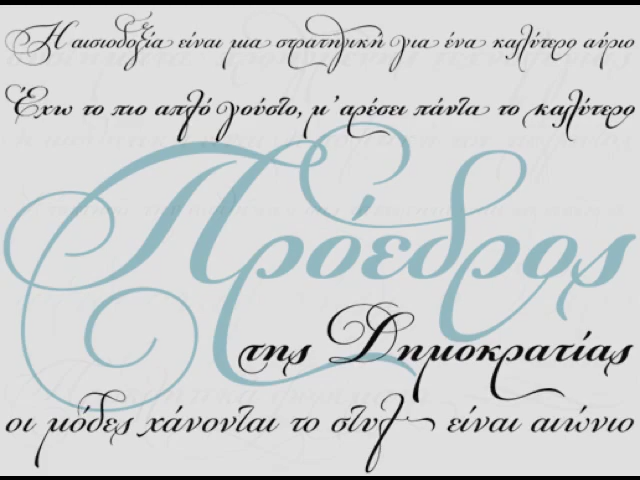 Η αισιοδοξία είναι μια στρατηγική για ένα καλύτερο αύριο
Έχω το πιο απλό γούστο, μ' αρέσει πάντα το καλύτερο
Πρόεδρος
της Δημοκρατίας
οι μόδες χάνονται το στυλ είναι αιώνιο